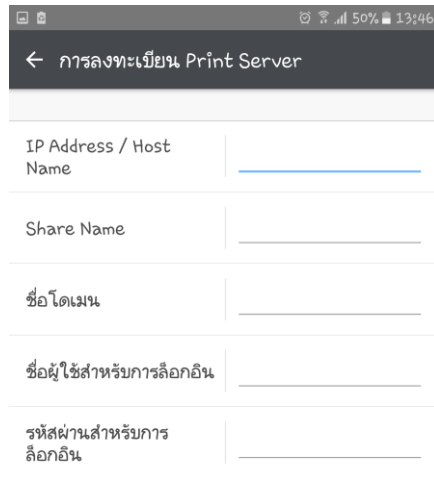 50% 13:46
← การลงทะเบียน Print Server
IP Address / Host
Name
Share Name
ชื่อโดเมน
ชื่อผู้ใช้สำหรับการล็อกอิน
รหัสผ่านสำหรับการ
ล็อกอิน